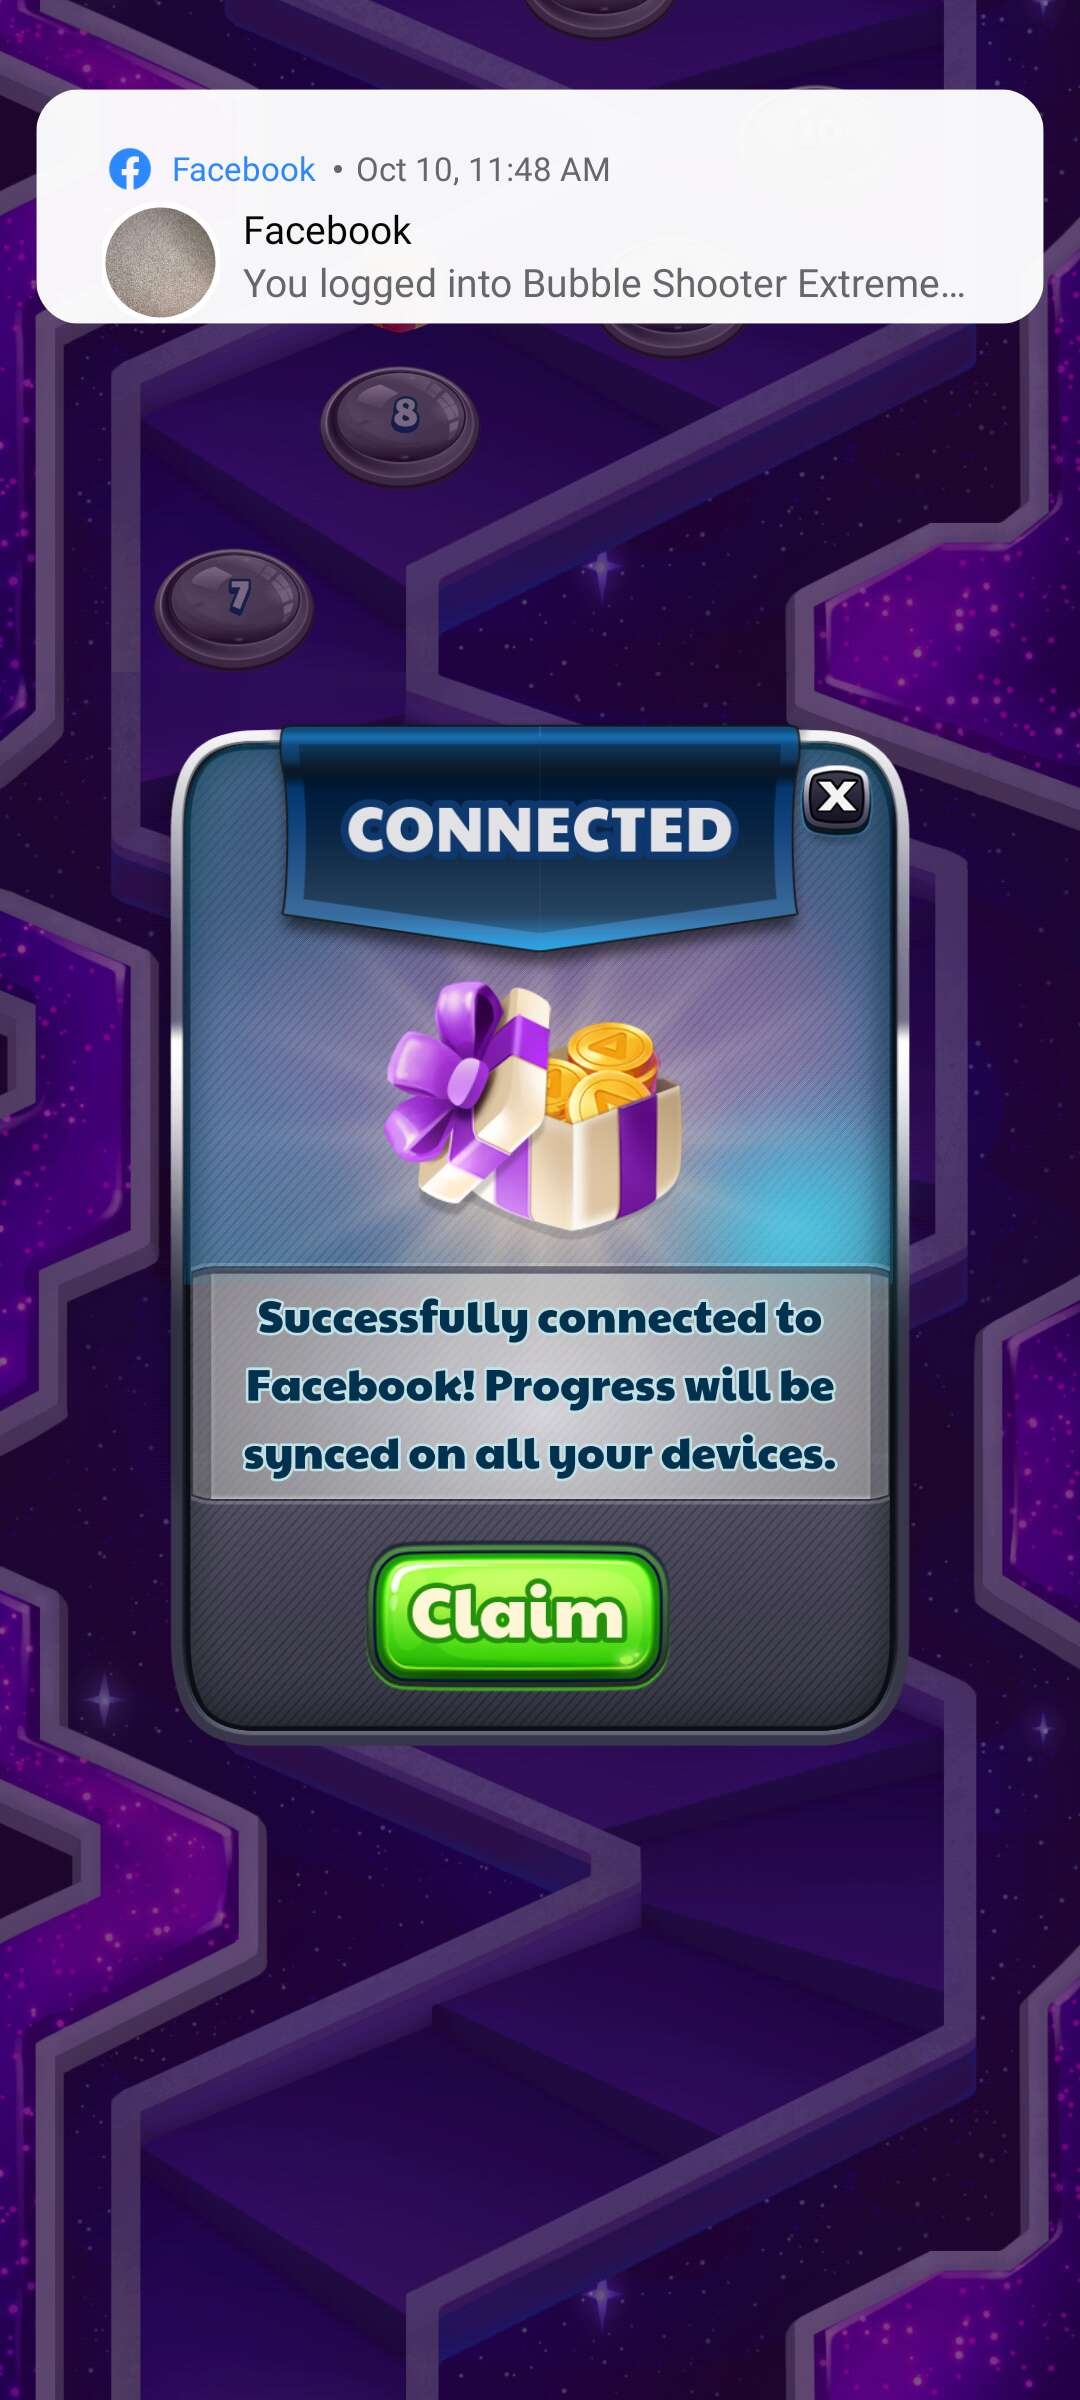 Facebook • Oct 10, 11:48 AM
Facebook
You logged into Bubble Shooter Extreme...
8
7
CONNECTED
X
Successfully connected to
Facebook! Progress will be
synced on all your devices.
Claim